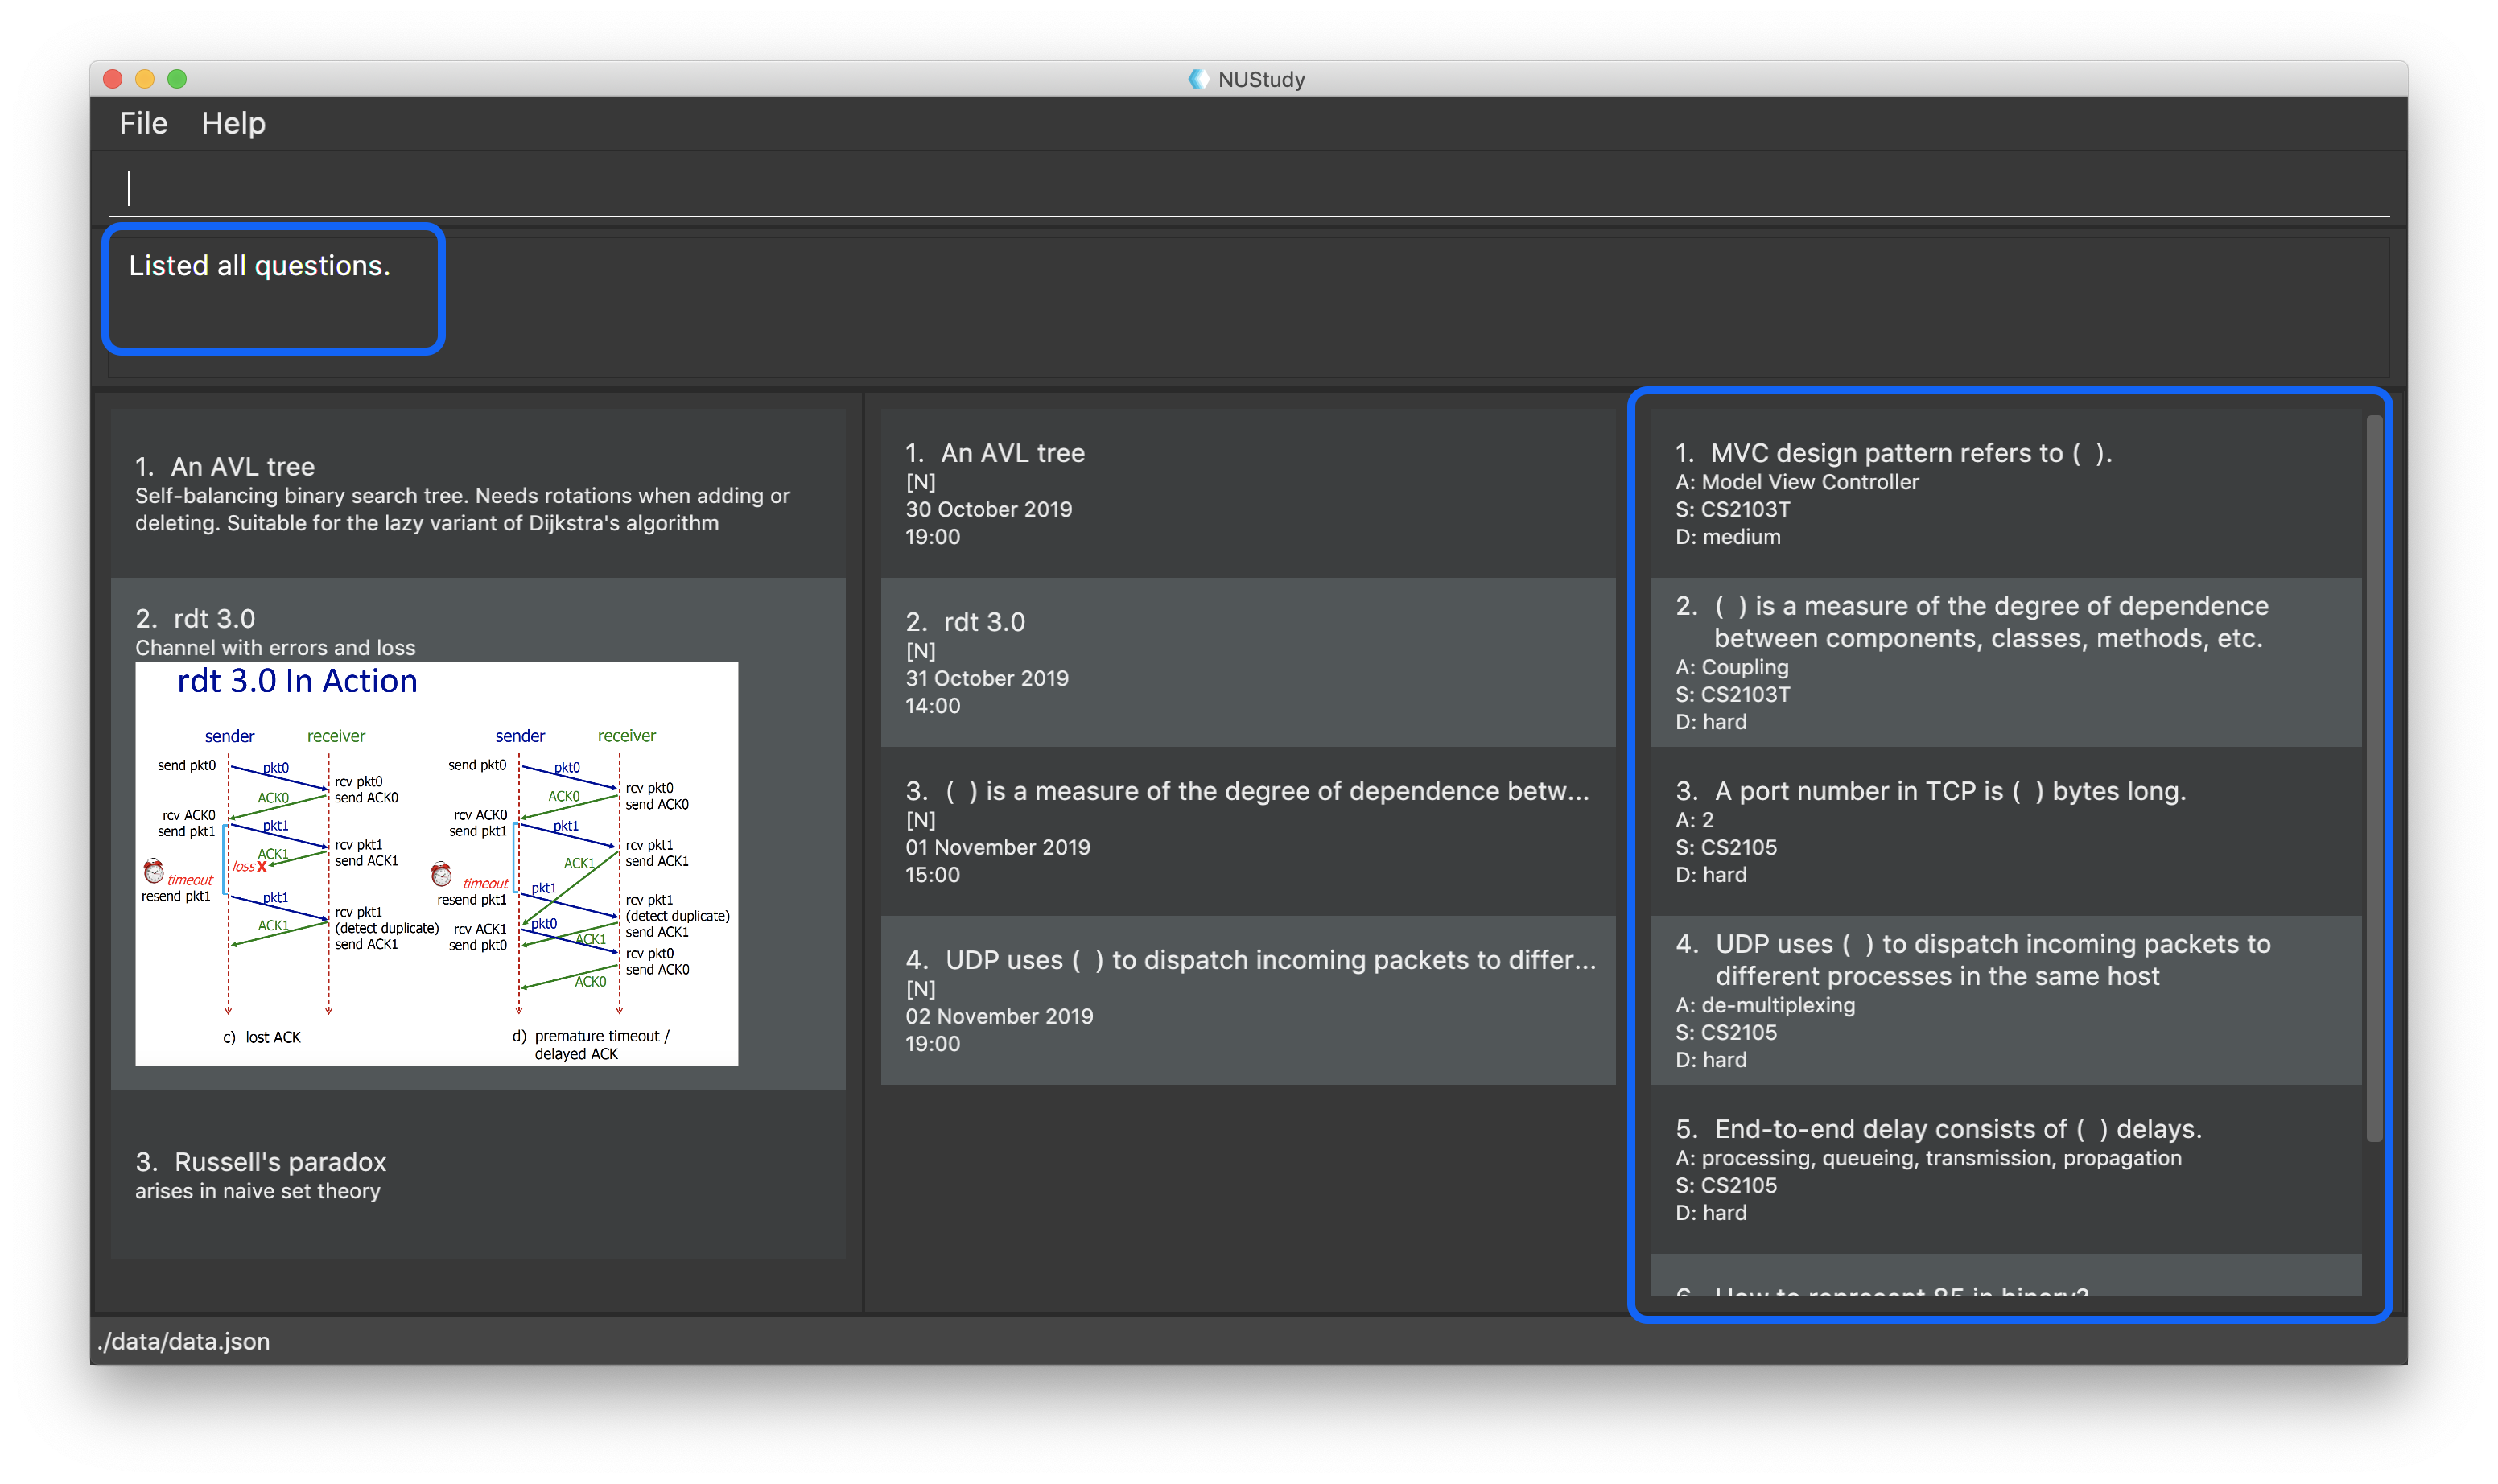 NUStudy
File Help
Listed all questions.
1. An AVL tree
Self-balancing binary search tree. Needs rotations when adding or
deleting. Suitable for the lazy variant of Dijkstra's algorithm
2. rdt 3.0
Channel with errors and loss
rdt 3.0 In Action
sender receiver
send pkt0
pkt0
rcv pkt0
send ACK0
ACK0
rcv ACK0
send pkt1
pkt1
rcv pkt1
send ACK1
ACK1
loss X
timeout
resend pkt1
pkt1
rcv pkt1
(detect duplicate)
send ACK1
ACK1
c) lost ACK
sender receiver
send pkt0
pkt0
rcv pkt0
send ACK0
ACK0
rcv ACK0
send pkt1
pkt1
rcv pkt1
send ACK1
ACK1
timeout
resend pkt1
pkt1
rcv pkt1
(detect duplicate)
send ACK1
rcv ACK1
send pkt0
pkt0
ACK1
rcv pkt0
send ACK0
ACK0
d) premature timeout /
delayed ACK
3. Russell's paradox
arises in naive set theory
1. An AVL tree
[N]
30 October 2019
19:00
2. rdt 3.0
[N]
31 October 2019
14:00
3. ( ) is a measure of the degree of dependence betw...
[N]
01 November 2019
15:00
4. UDP uses ( ) to dispatch incoming packets to differ...
[N]
02 November 2019
19:00
1. MVC design pattern refers to ( ).
A: Model View Controller
S: CS2103T
D: medium
2. ( ) is a measure of the degree of dependence
between components, classes, methods, etc.
A: Coupling
S: CS2103T
D: hard
3. A port number in TCP is ( ) bytes long.
A: 2
S: CS2105
D: hard
4. UDP uses ( ) to dispatch incoming packets to
different processes in the same host
A: de-multiplexing
S: CS2105
D: hard
5. End-to-end delay consists of ( ) delays.
A: processing, queueing, transmission, propagation
S: CS2105
D: hard
6. How to represent 85 in binary?
./data/data.json